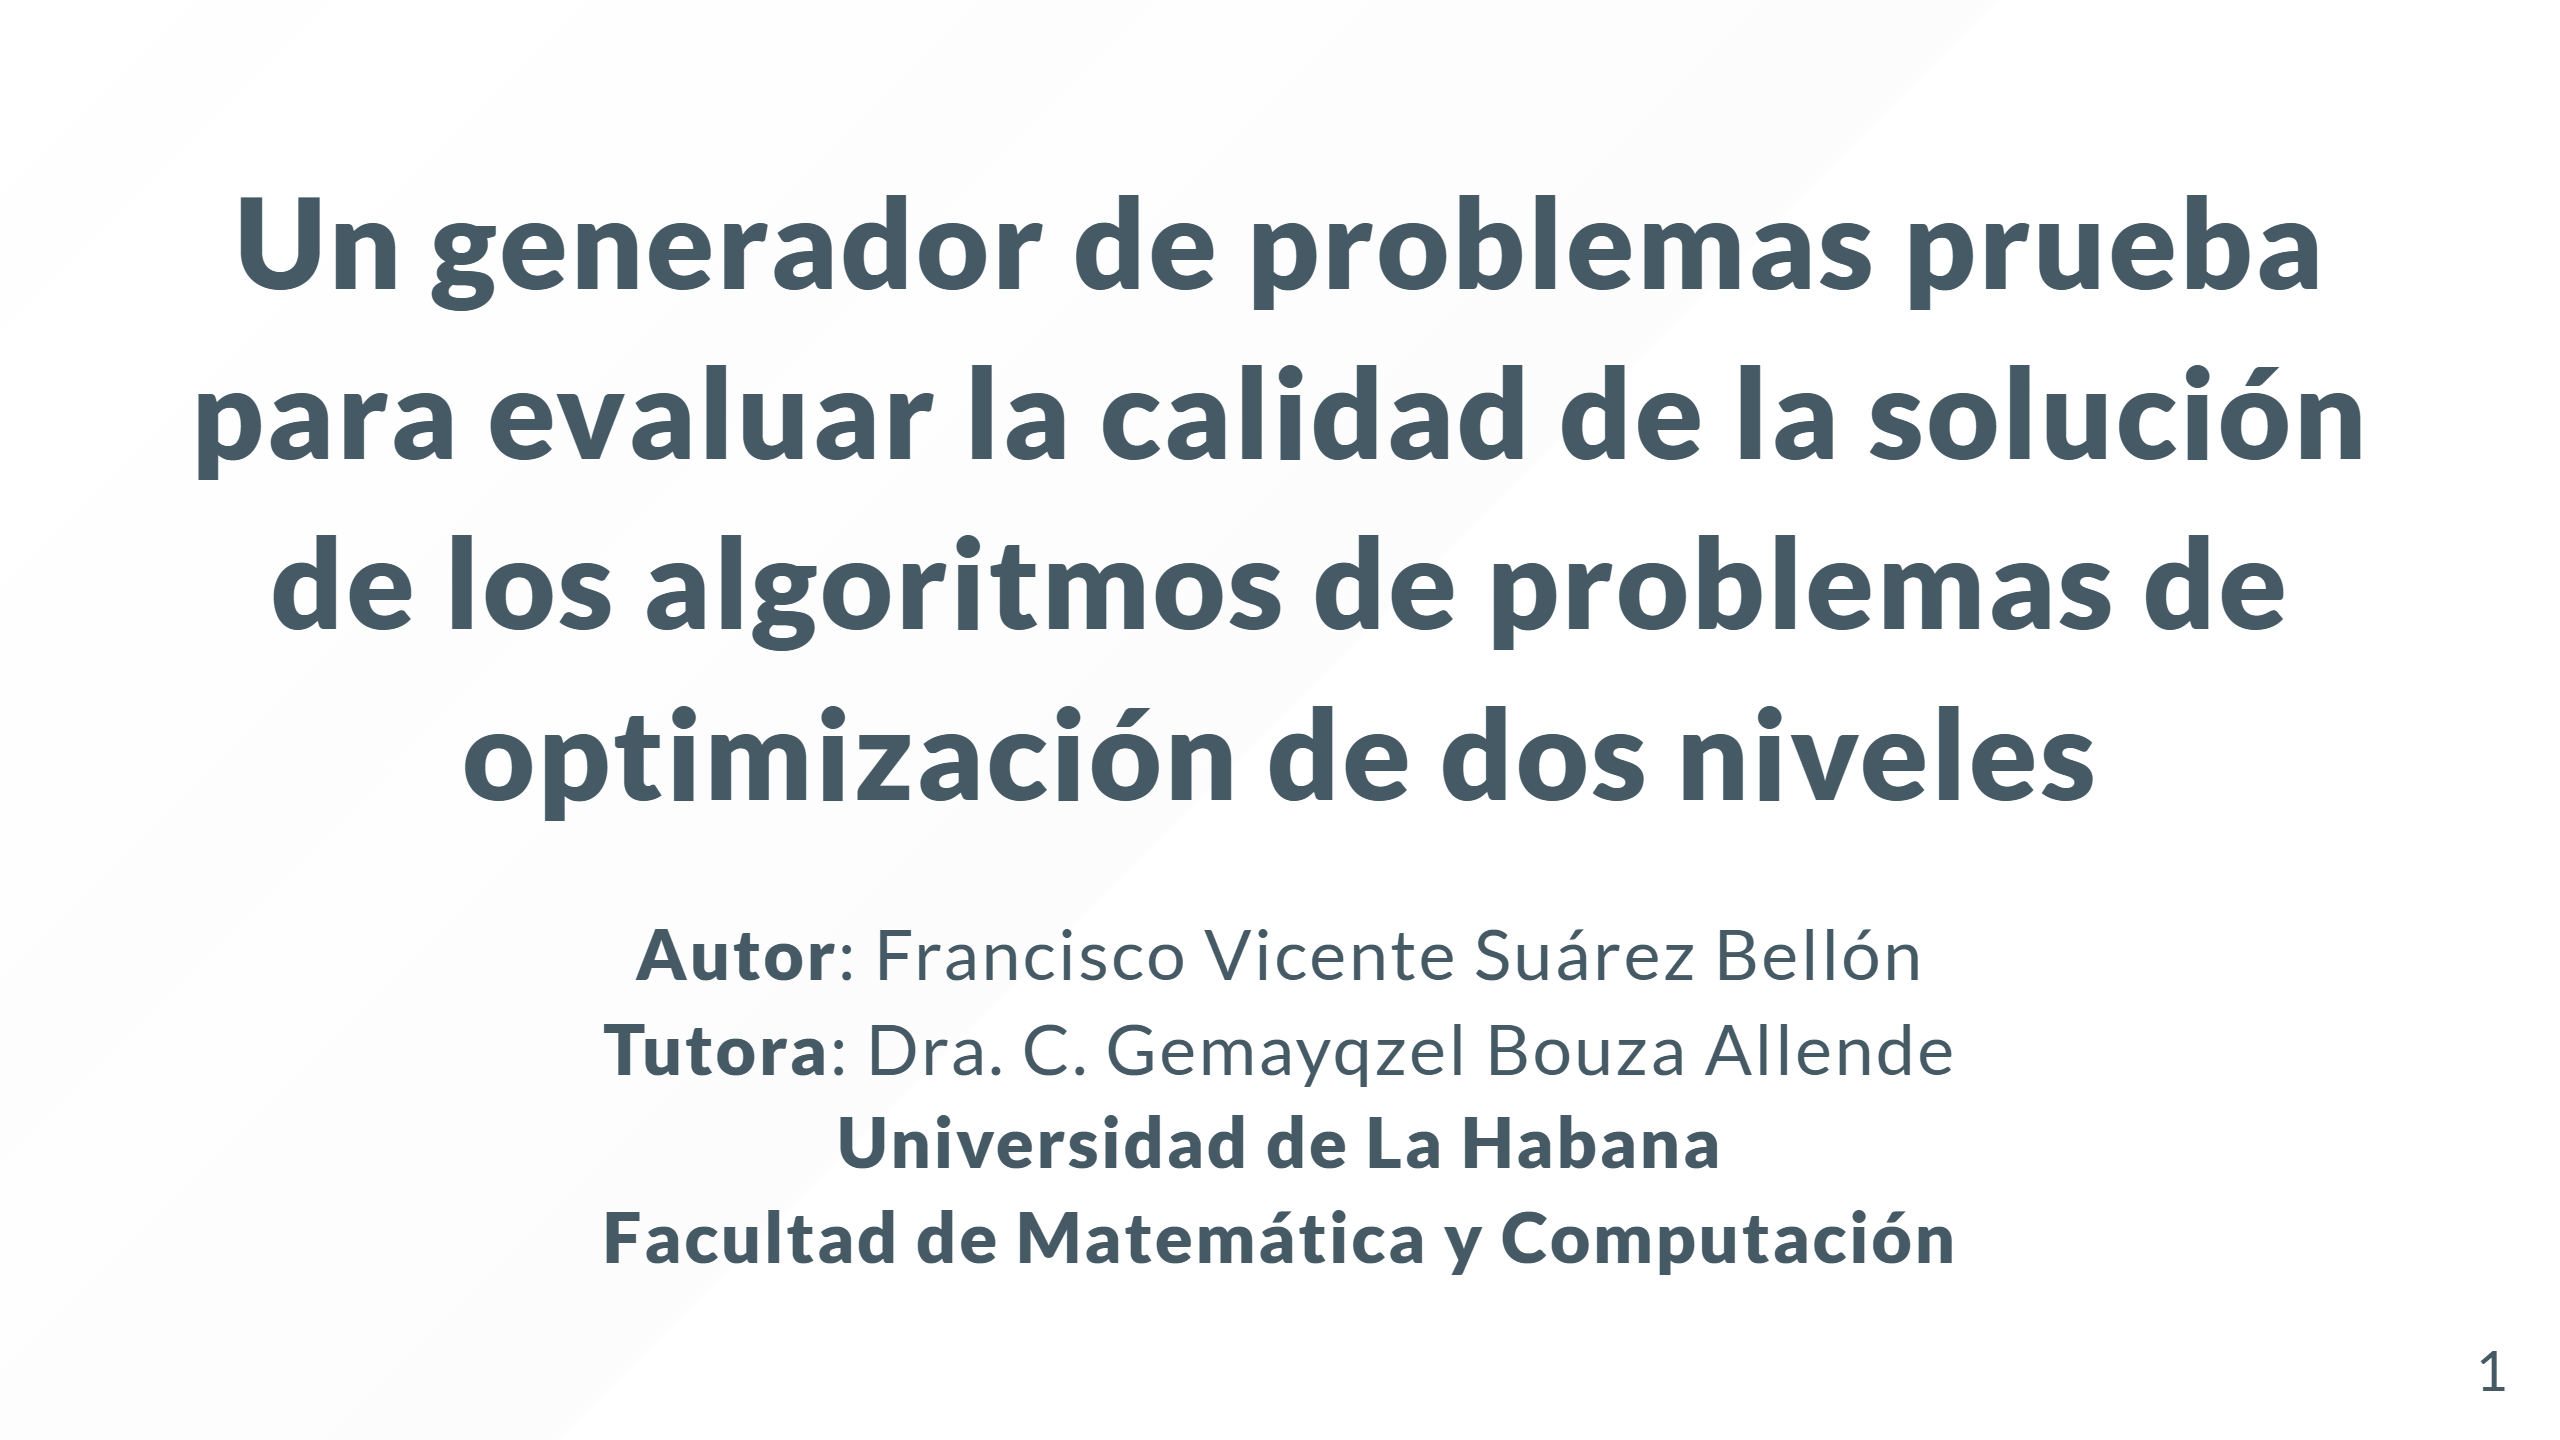 Un generador de problemas prueba
para evaluar la calidad de la solución
de los algoritmos de problemas de
optimización de dos niveles
Autor: Francisco Vicente Suárez Bellón
Tutora: Dra. C. Gemayqzel Bouza Allende
Universidad de La Habana
Facultad de Matemática y Computación
1